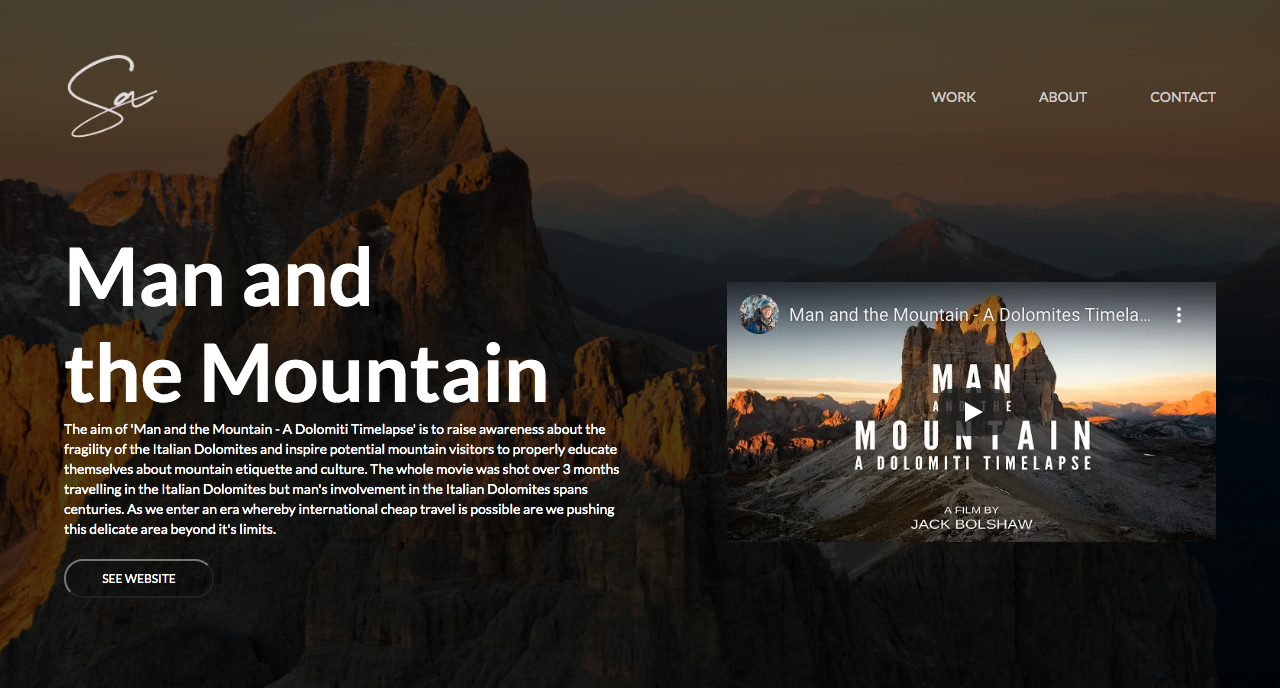 Sa
WORK ABOUT CONTACT
Man and
the Mountain
The aim of 'Man and the Mountain - A Dolomiti Timelapse' is to raise awareness about the
fragility of the Italian Dolomites and inspire potential mountain visitors to properly educate
themselves about mountain etiquette and culture. The whole movie was shot over 3 months
travelling in the Italian Dolomites but man's involvement in the Italian Dolomites spans
centuries. As we enter an era whereby international cheap travel is possible are we pushing
this delicate area beyond it's limits.
SEE WEBSITE
Man and the Mountain - A Dolomites Timela...
MAN
AND THE
MOUNTAIN
A DOLOMITI TIMELAPSE
A FILM BY
JACK BOLSHAW